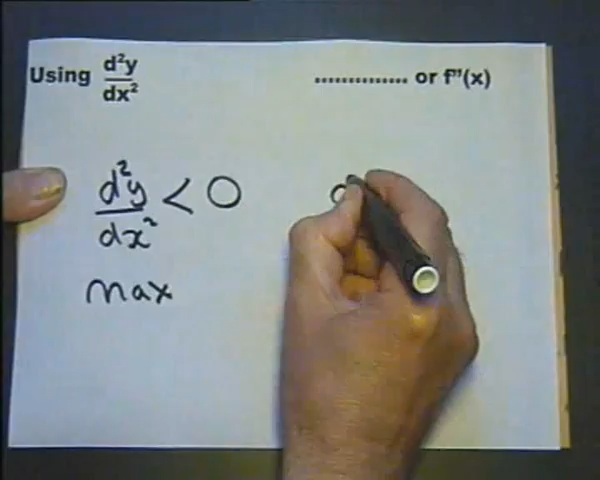 Using d²y/dx² .............. or f''(x)
d²y/dx² < 0
max